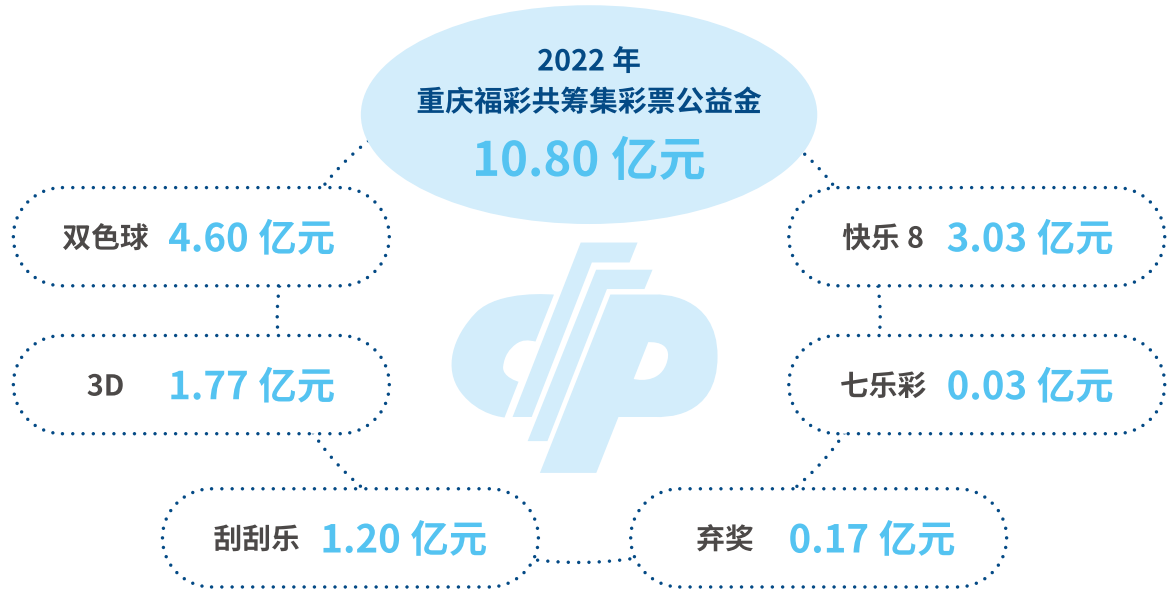 2022 年
重庆福彩共筹集彩票公益金
10.80 亿元
双色球 4.60 亿元
快乐 8 3.03 亿元
3D 1.77 亿元
七乐彩 0.03 亿元
刮刮乐 1.20 亿元
弃奖 0.17 亿元